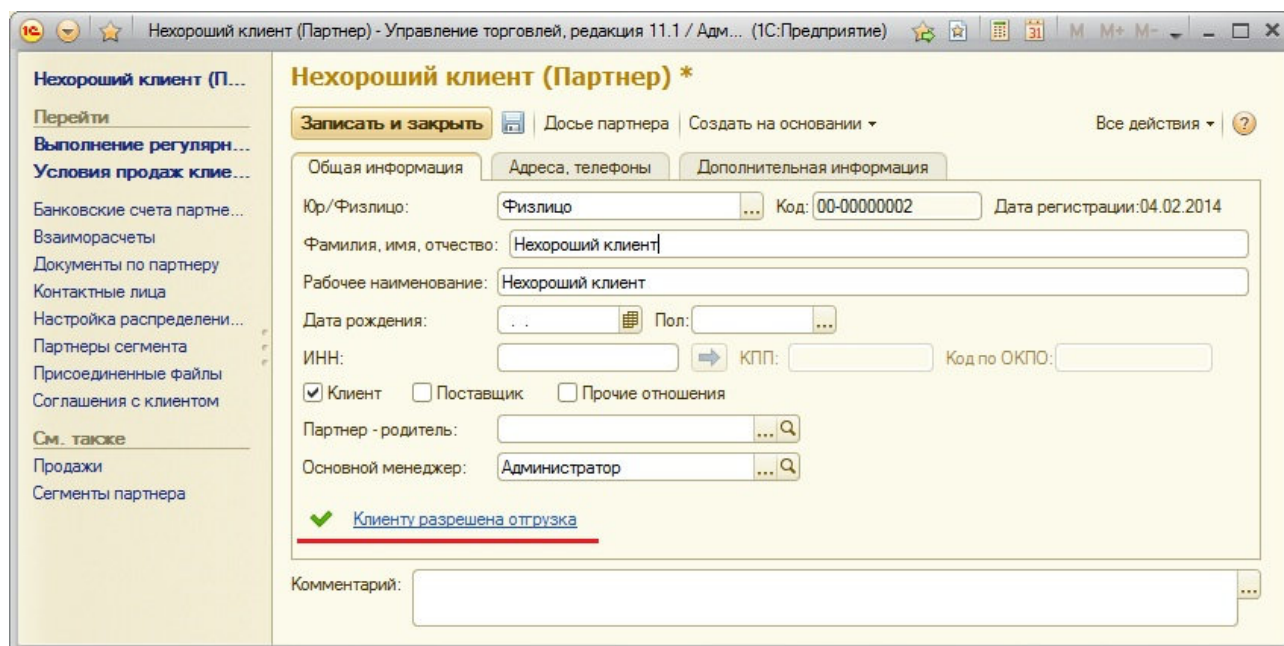 1С Нехороший клиент (Партнер) - Управление торговлей, редакция 11.1 / Адм... (1С:Предприятие) 31 M M+ M-
Нехороший клиент (П...
Перейти
Выполнение регулярн...
Условия продаж клие...
Банковские счета партне...
Взаиморасчеты
Документы по партнеру
Контактные лица
Настройка распределени...
Партнеры сегмента
Присоединенные файлы
Соглашения с клиентом
См. также
Продажи
Сегменты партнера
Нехороший клиент (Партнер) *
Записать и закрыть Досье партнера Создать на основании Все действия ?
Общая информация Адреса, телефоны Дополнительная информация
Юр/Физлицо: Физлицо ... Код: 00-00000002 Дата регистрации:04.02.2014
Фамилия, имя, отчество: Нехороший клиент
Рабочее наименование: Нехороший клиент
Дата рождения: . . Пол: ...
ИНН: КПП: Код по ОКПО:
Клиент Поставщик Прочие отношения
Партнер - родитель: ...
Основной менеджер: Администратор ...
Клиенту разрешена отгрузка
Комментарий: ...